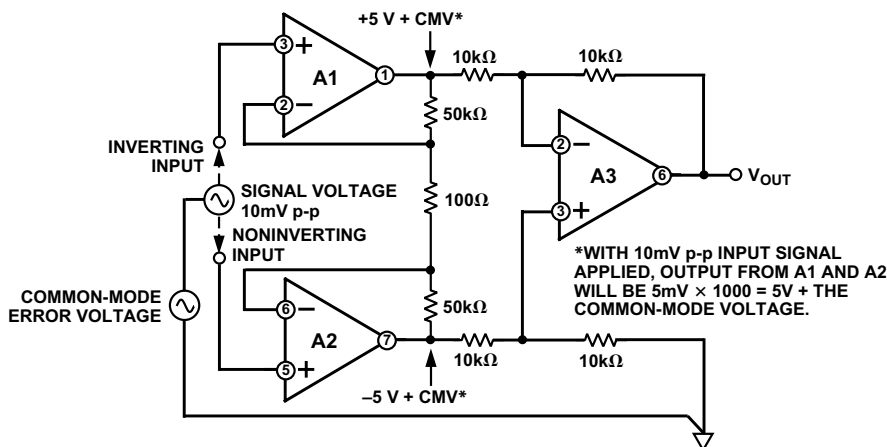 +5 V + CMV*
10kΩ
10kΩ
3
+
A1
1
2
−
50kΩ
INVERTING
INPUT
2
−
A3
6
VOUT
SIGNAL VOLTAGE
10mV p-p
100Ω
3
+
NONINVERTING
INPUT
*WITH 10mV p-p INPUT SIGNAL
APPLIED, OUTPUT FROM A1 AND A2
WILL BE 5mV × 1000 = 5V + THE
COMMON-MODE VOLTAGE.
COMMON-MODE
ERROR VOLTAGE
6
−
A2
7
5
+
50kΩ
10kΩ
10kΩ
−5 V + CMV*